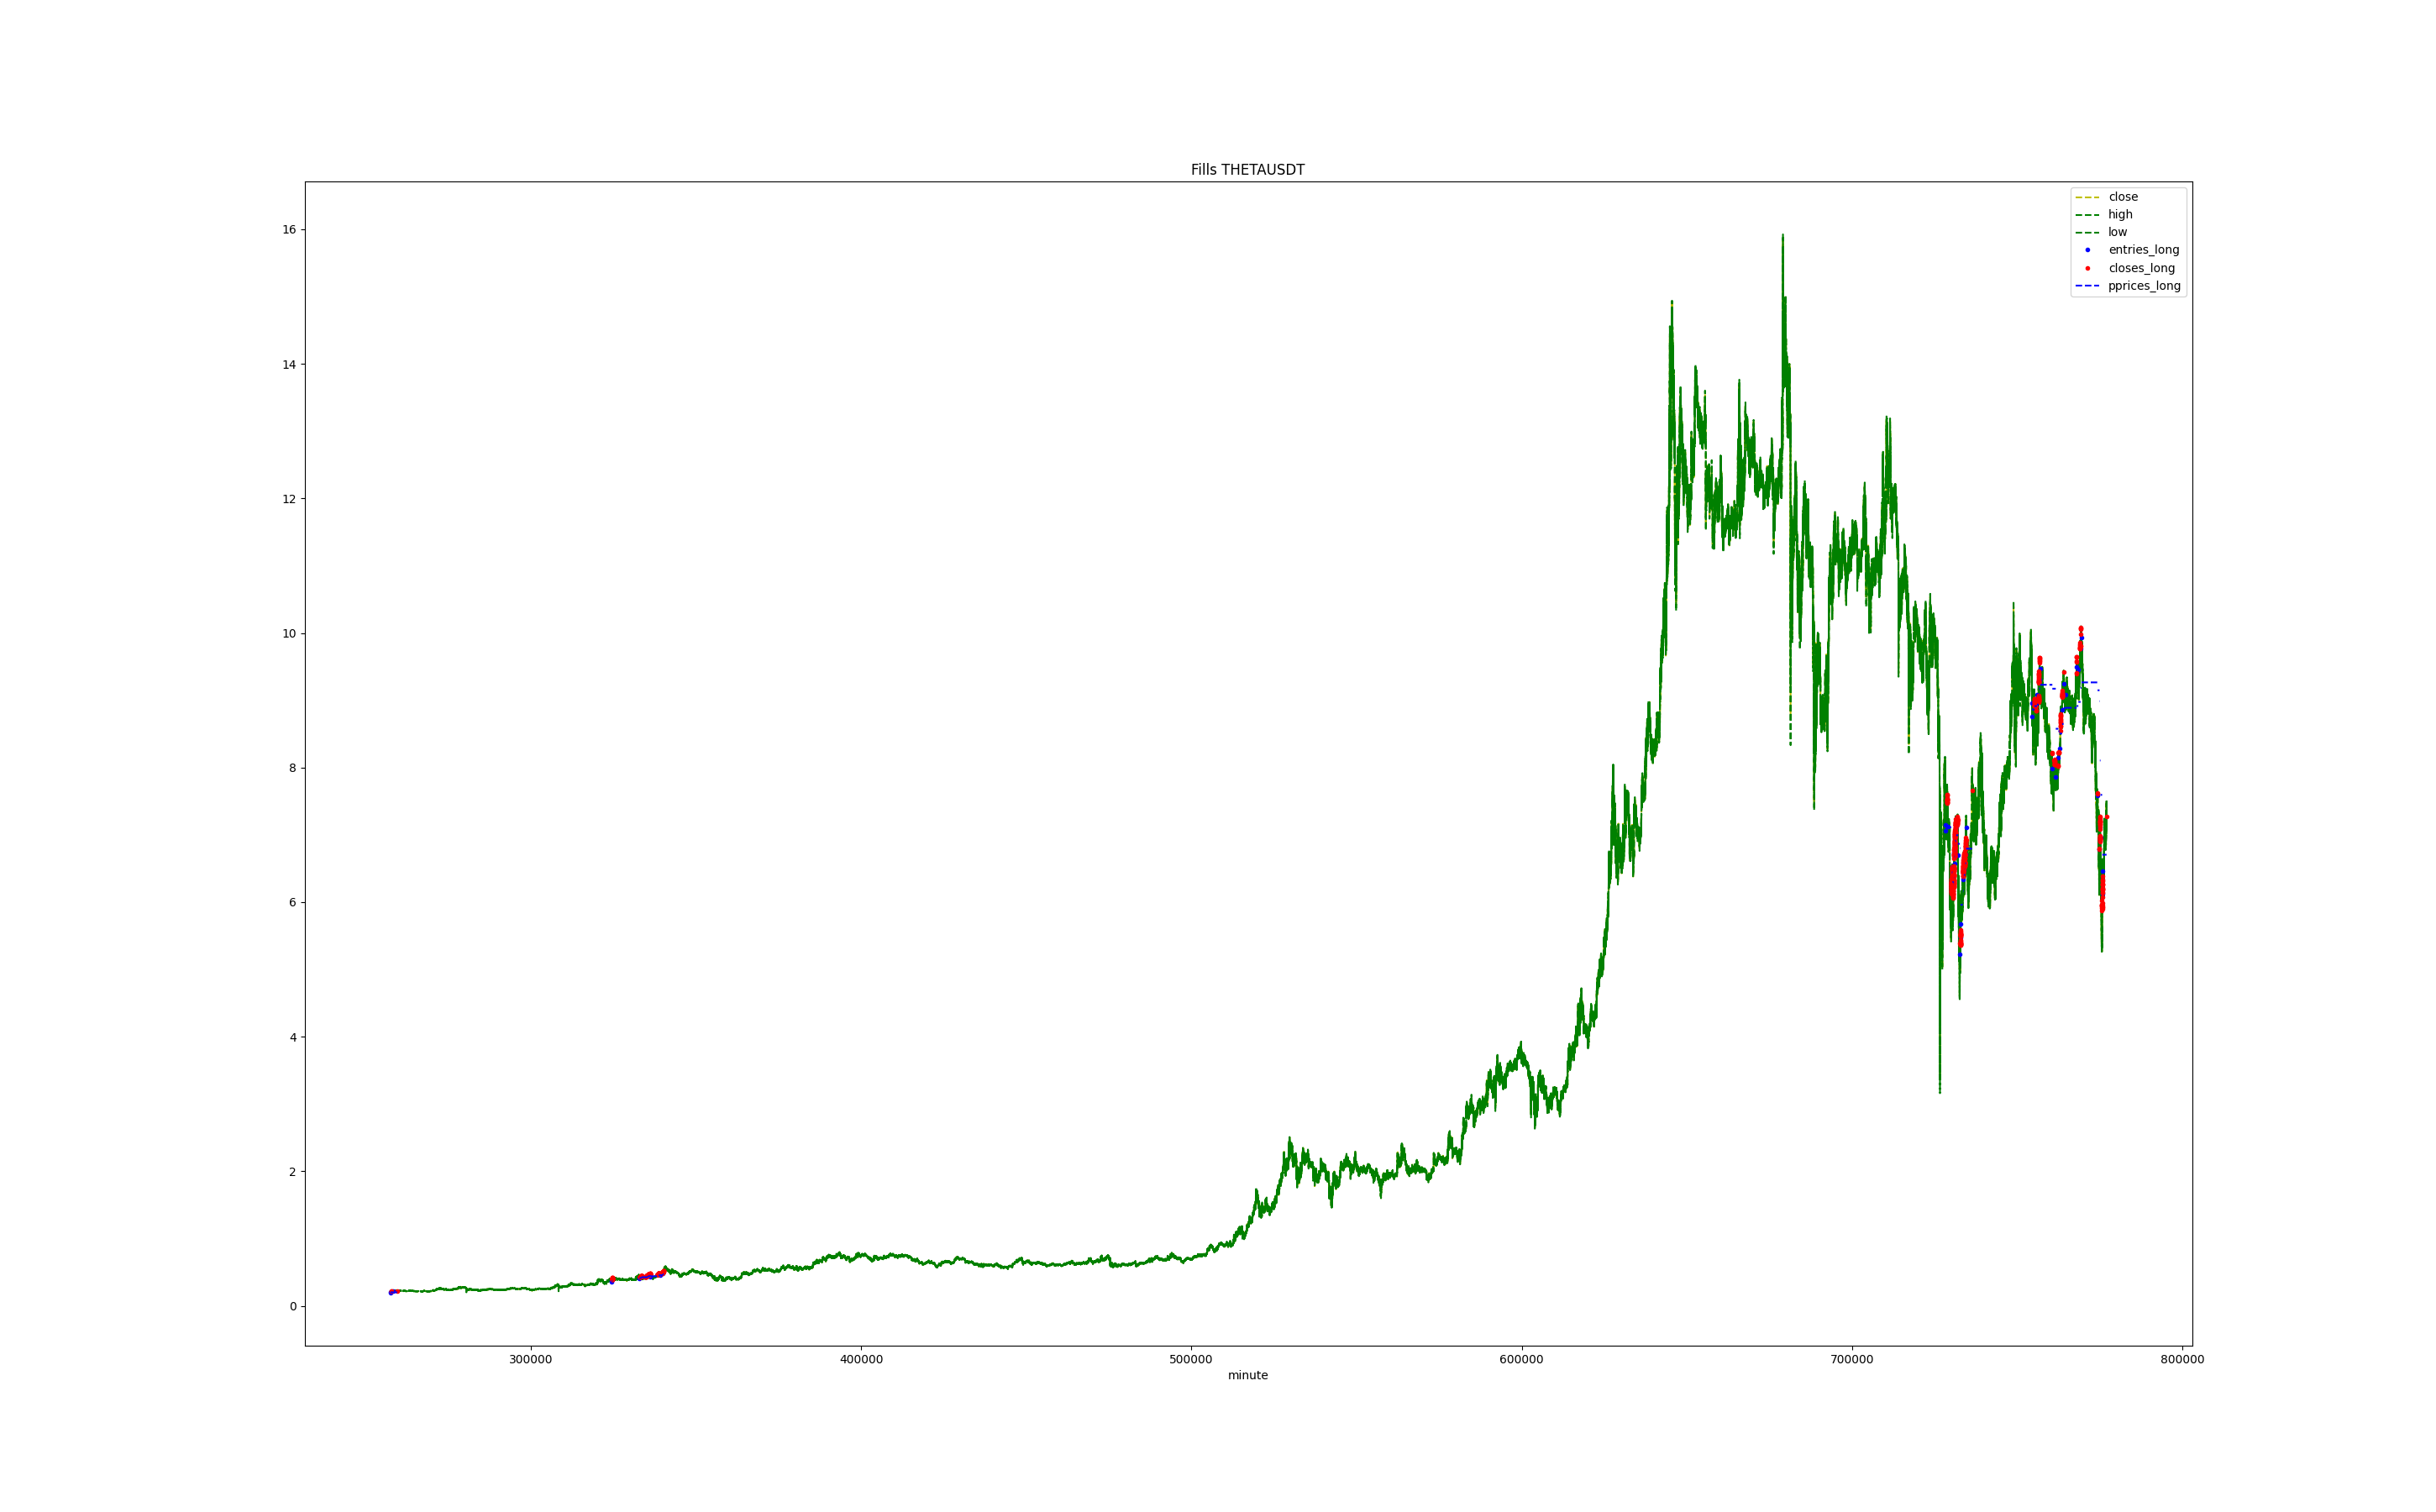 Fills THETAUSDT
close
high
low
entries_long
closes_long
pprices_long
16
14
12
10
8
6
4
2
0
300000 400000 500000 600000 700000 800000
minute